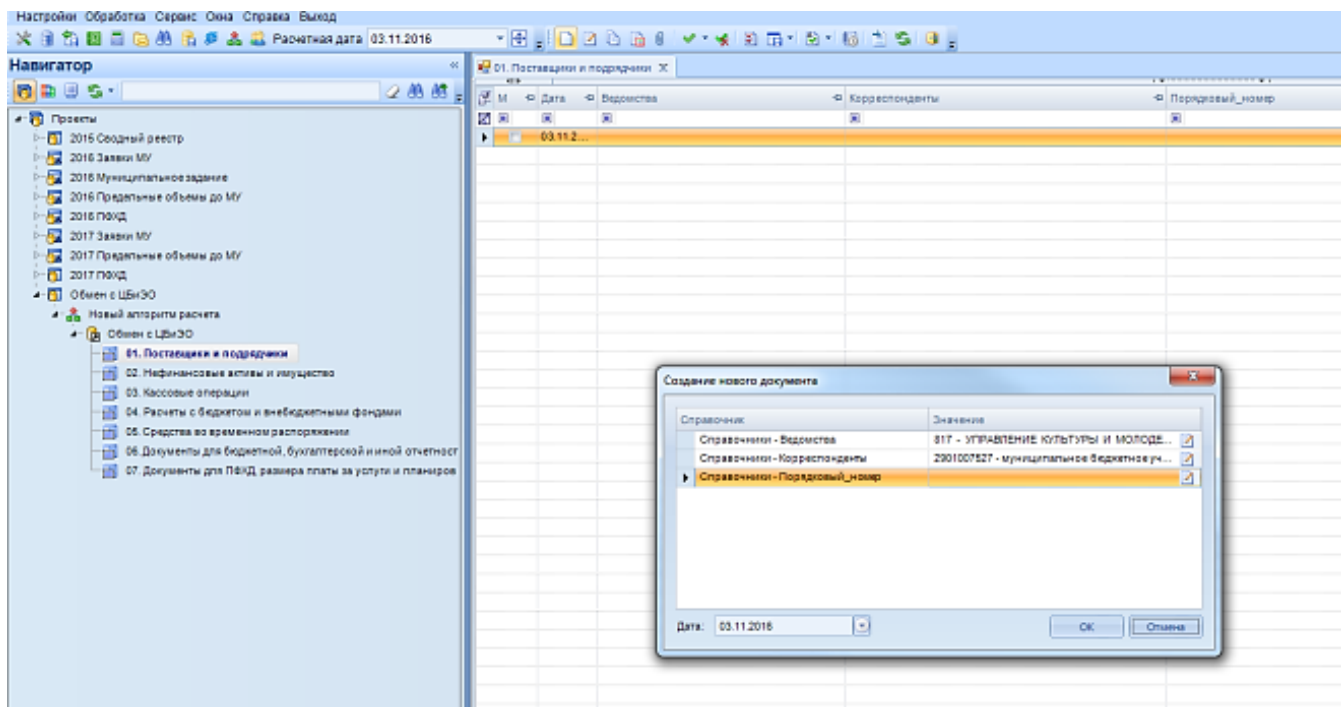 Настройки Обработка Сервис Окна Справка Выход
Расчетная дата 03.11.2016
Навигатор
01. Поставщики и подрядчики
М Дата Ведомства Корреспонденты Порядковый_номер
03.11.2...
Проекты
2015 Сводный реестр
2016 Заявки МУ
2016 Муниципальное задание
2016 Предельные объемы до МУ
2016 ПФХД
2017 Заявки МУ
2017 Предельные объемы до МУ
2017 ПФХД
Обмен с ЦБиЭО
Новый алгоритм расчета
Обмен с ЦБиЭО
01. Поставщики и подрядчики
02. Нефинансовые активы и имущество
03. Кассовые операции
04. Расчеты с бюджетом и внебюджетными фондами
05. Средства во временном распоряжении
06. Документы для бюджетной, бухгалтерской и иной отчетност
07. Документы для ПФХД, размера платы за услуги и планиров
Создание нового документа
Справочник Значение
Справочники - Ведомства 817 - УПРАВЛЕНИЕ КУЛЬТУРЫ И МОЛОДЕ...
Справочники - Корреспонденты 2901007527 - муниципальное бюджетное уч...
Справочники - Порядковый_номер
Дата: 03.11.2016
ОК Отмена